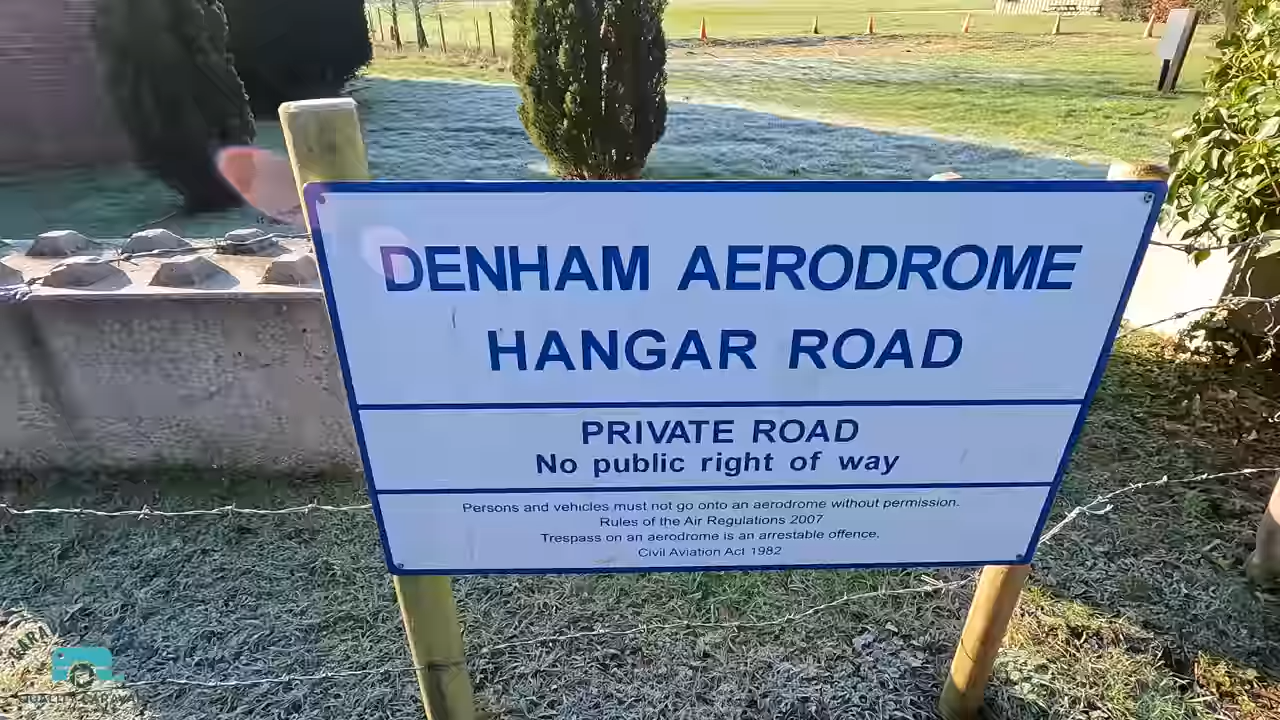 DENHAM AERODROME
HANGAR ROAD
PRIVATE ROAD
No public right of way
Persons and vehicles must not go onto an aerodrome without permission.
Rules of the Air Regulations 2007
Trespass on an aerodrome is an arrestable offence.
Civil Aviation Act 1982